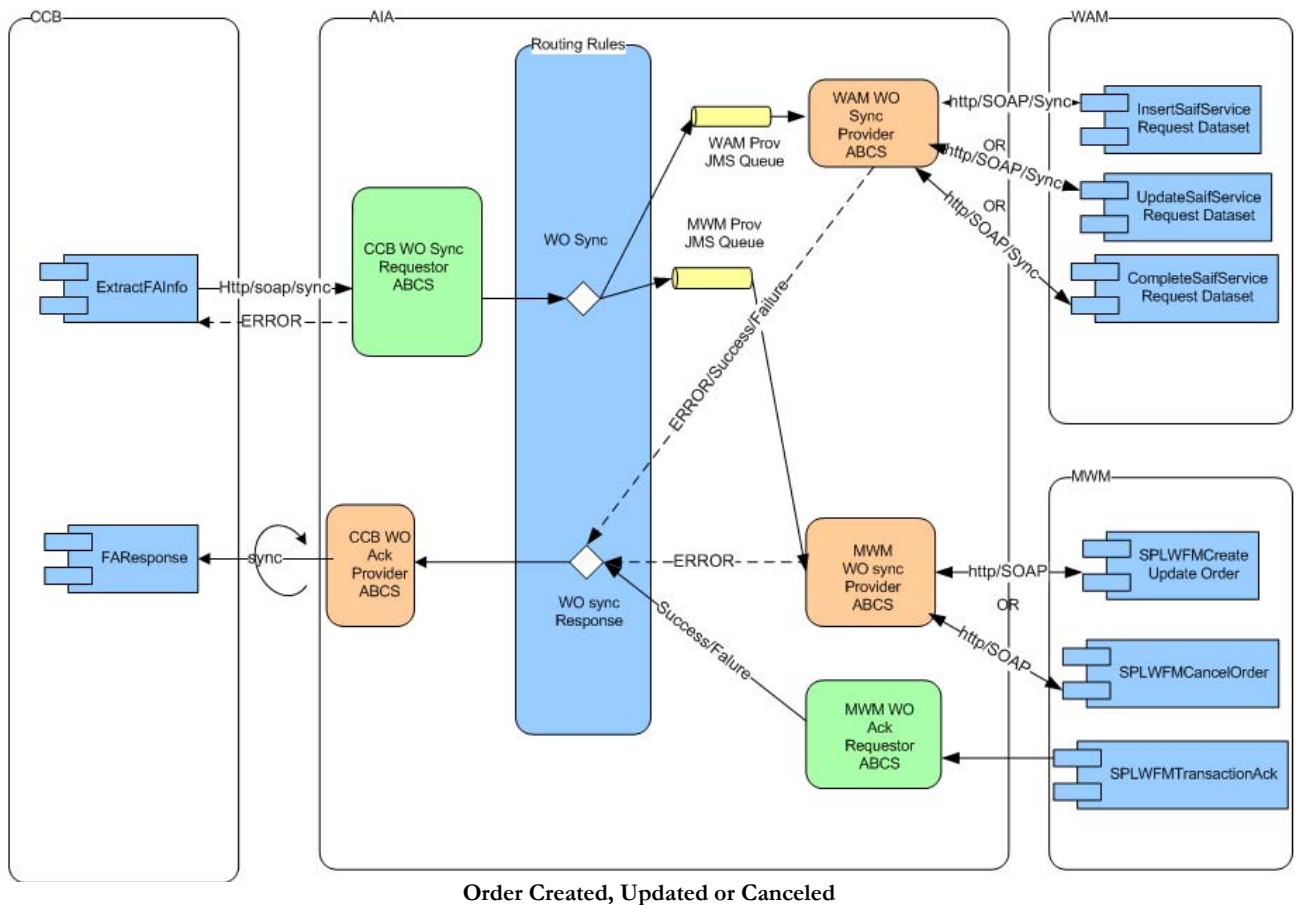 CCB
AIA
WAM
Routing Rules
WAM Prov
JMS Queue
WAM WO
Sync
Provider
ABCS
http/SOAP/Sync
OR
http/SOAP/Sync
OR
http/SOAP/Sync
InsertSaifService
Request Dataset
UpdateSaifService
Request Dataset
CompleteSaifService
Request Dataset
MWM Prov
JMS Queue
WO Sync
CCB WO Sync
Requestor
ABCS
ExtractFAInfo
Http/soap/sync
ERROR
ERROR/Success/Failure
MWM
FAResponse
sync
CCB WO
Ack
Provider
ABCS
WO sync
Response
ERROR
MWM
WO sync
Provider
ABCS
http/SOAP
OR
http/SOAP
SPLWFMCreate
Update Order
SPLWFMCancelOrder
Success/Falure
MWM WO
Ack
Requestor
ABCS
SPLWFMTransactionAck
Order Created, Updated or Canceled